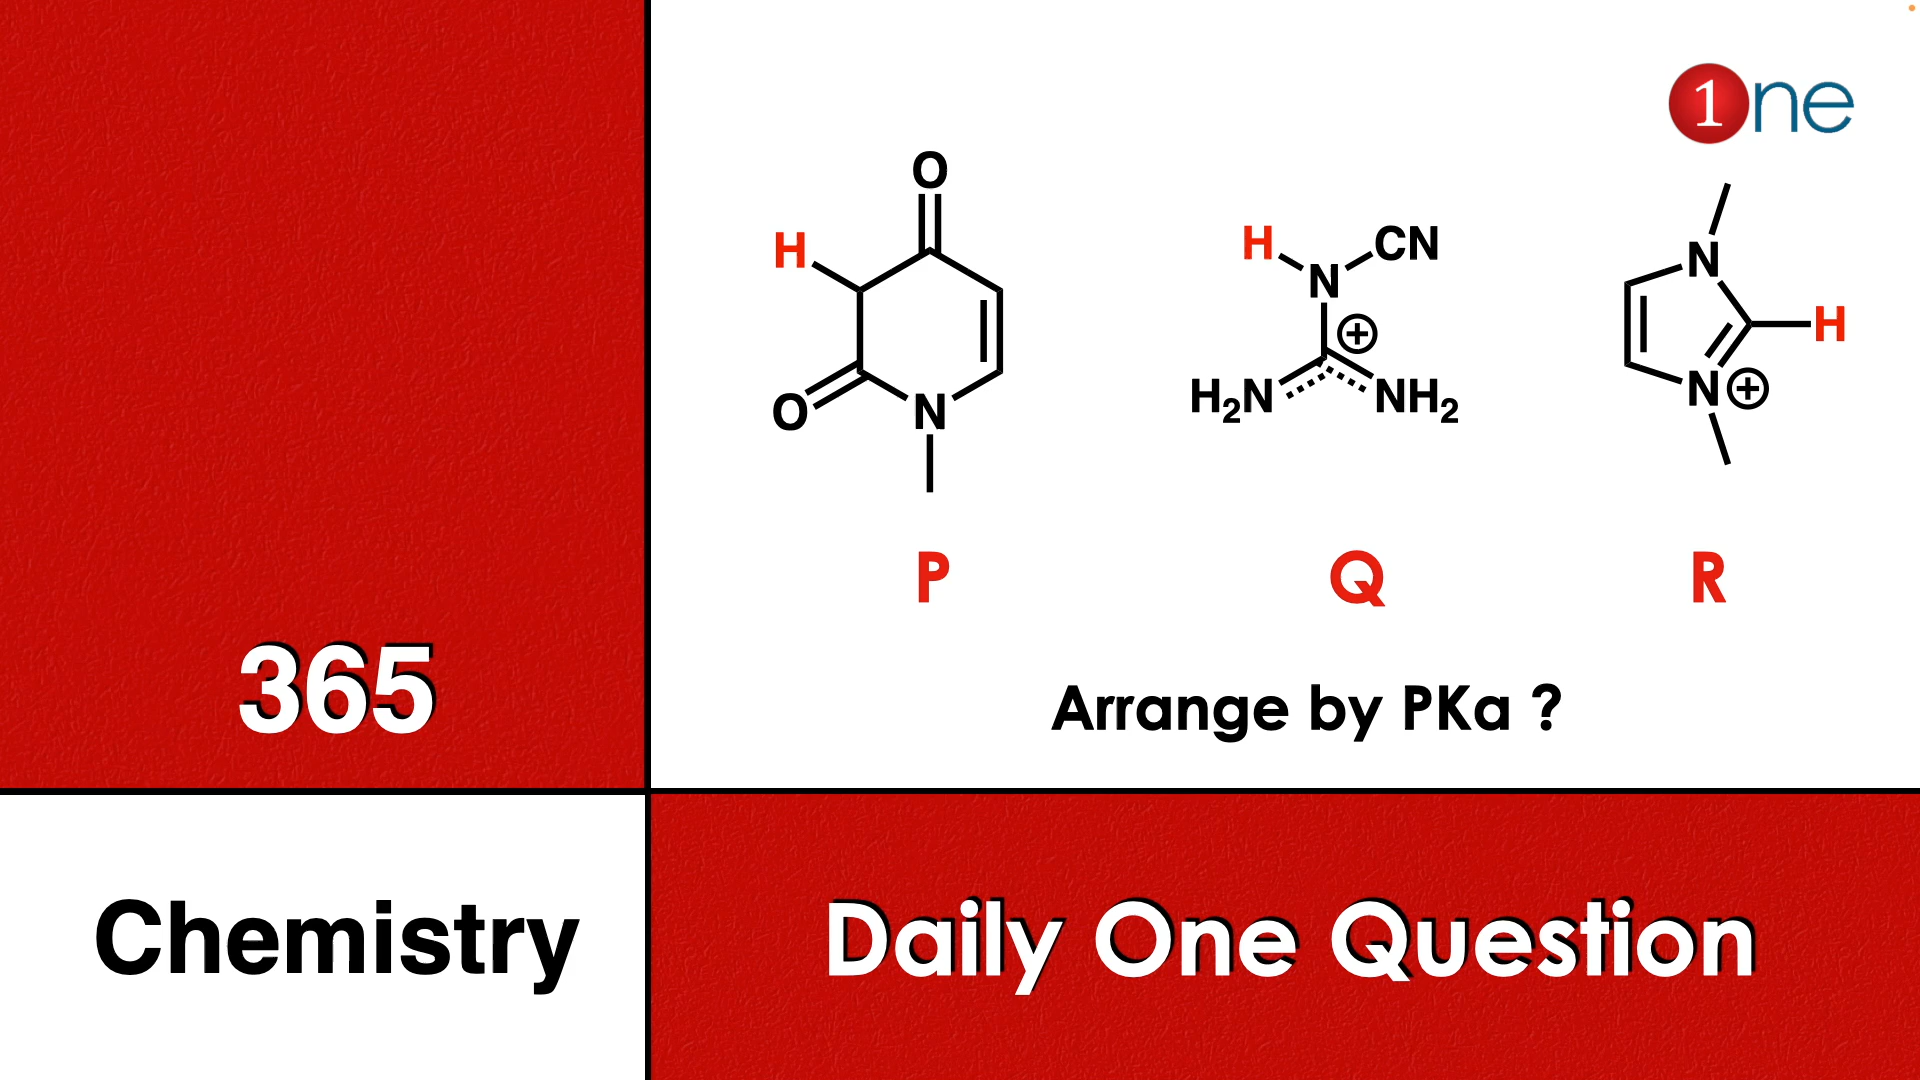 1ne
O
H
O
N
H
CN
N
⊕
H₂N
NH₂
N
H
N⊕
P
Q
R
Arrange by PKa ?
365
Chemistry
Daily One Question